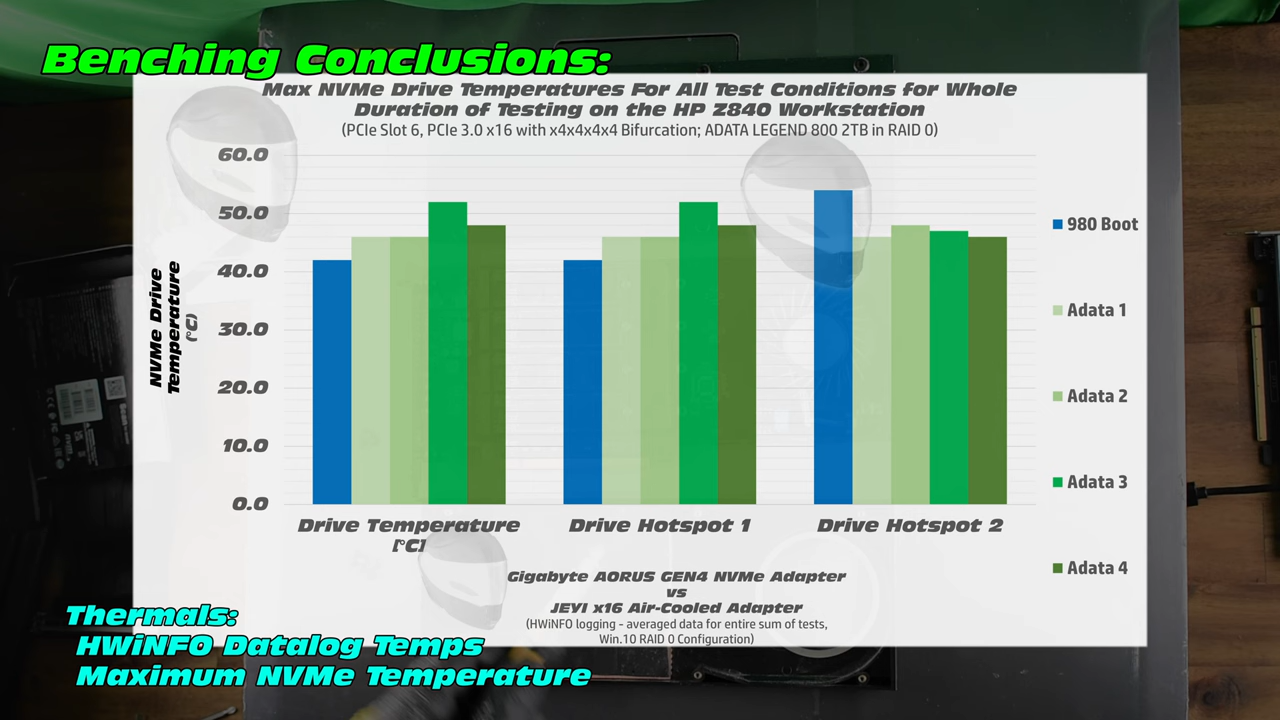 Benching Conclusions:
Max NVMe Drive Temperatures For All Test Conditions for Whole
Duration of Testing on the HP Z840 Workstation
(PCIe Slot 6, PCIe 3.0 x16 with x4x4x4x4 Bifurcation; ADATA LEGEND 800 2TB in RAID 0)
NVMe Drive
Temperature
(°C)
60.0
50.0
40.0
30.0
20.0
10.0
0.0
Drive Temperature
[°C]
Drive Hotspot 1
Drive Hotspot 2
980 Boot
Adata 1
Adata 2
Adata 3
Adata 4
Gigabyte AORUS GEN4 NVMe Adapter
vs
JEYI x16 Air-Cooled Adapter
(HWiNFO logging - averaged data for entire sum of tests,
Win.10 RAID 0 Configuration)
Thermals:
HWiNFO Datalog Temps
Maximum NVMe Temperature